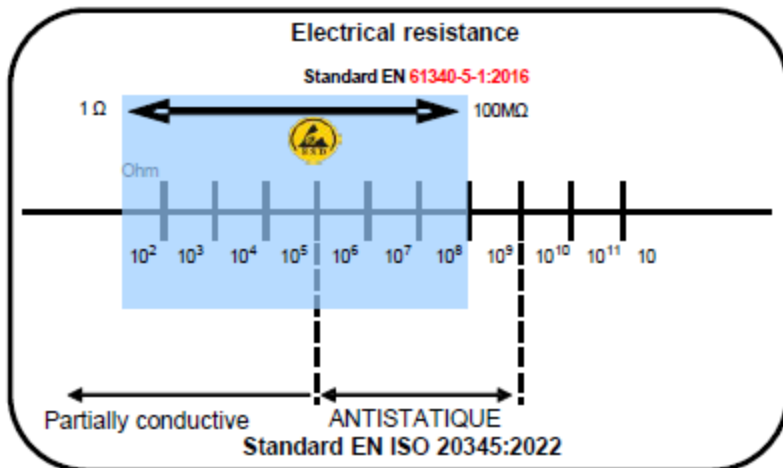 Electrical resistance
Standard EN 61340-5-1:2016
1 Ω 100MΩ
ESD
Ohm
10² 10³ 10⁴ 10⁵ 10⁶ 10⁷ 10⁸ 10⁹ 10¹⁰ 10¹¹ 10
Partially conductive ANTISTATIQUE
Standard EN ISO 20345:2022